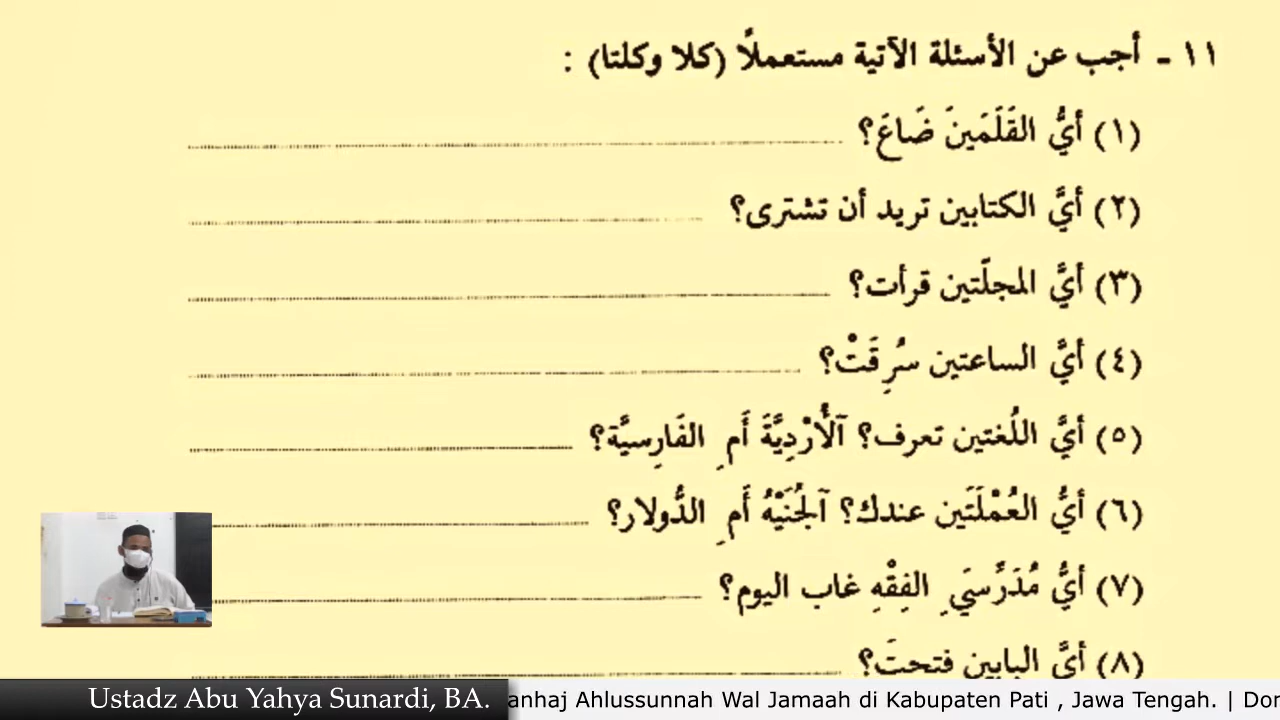 ١١ - أجب عن الأسئلة الآتية مستعملًا (كلا وكلتا) :
(١) أيُّ القَلَمَينِ ضَاعَ؟
(٢) أيَّ الكتابين تريد أن تشترى؟
(٣) أيَّ المجلّتين قرأت؟
(٤) أيَّ الساعتين سُرِقَتْ؟
(٥) أيَّ اللُغتين تعرف؟ آلأُرْدِيَّةَ أَمِ الفَارِسيَّة؟
(٦) أيُّ العُمْلَتَين عندك؟ آلجُنَيْهُ أَمِ الدُّولار؟
(٧) أيُّ مُدَرِّسَيِ الفِقْهِ غاب اليوم؟
(٨) أيَّ البابين فتحتَ؟
Ustadz Abu Yahya Sunardi, BA.
anhaj Ahlussunnah Wal Jamaah di Kabupaten Pati , Jawa Tengah. | Dor